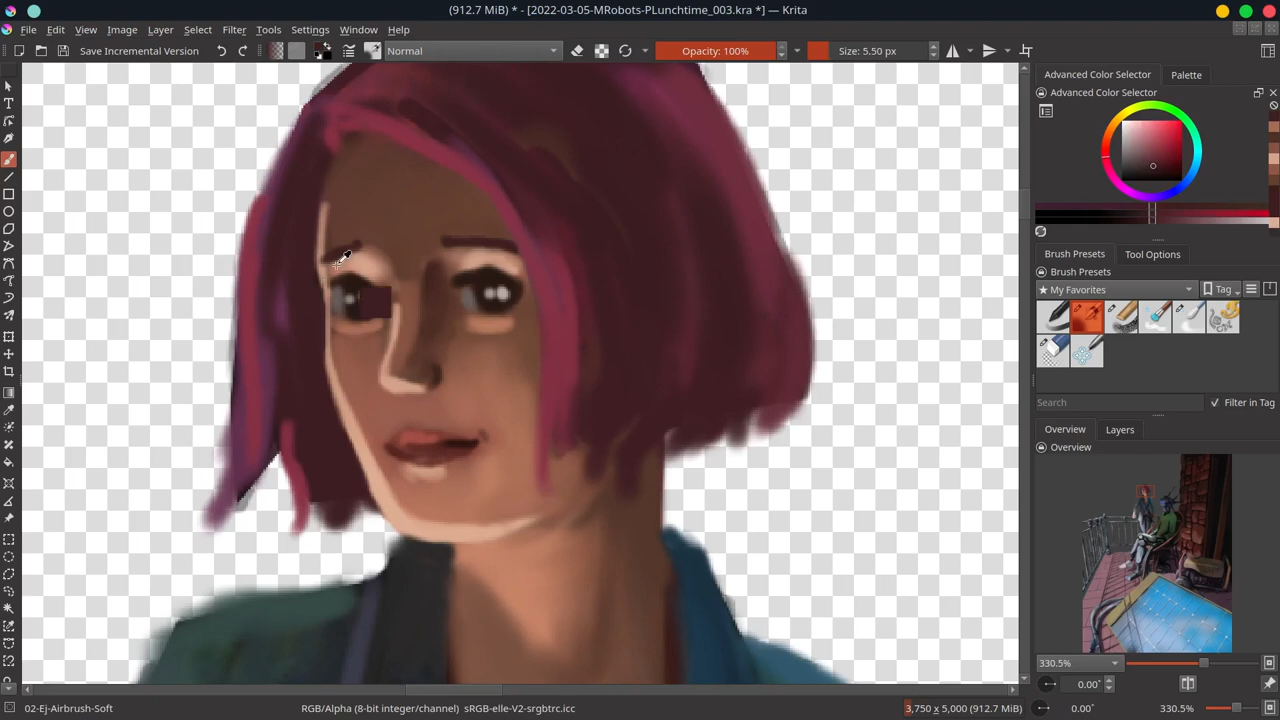 (912.7 MiB) * - [2022-03-05-MRobots-PLunchtime_003.kra *] — Krita
File Edit View Image Layer Select Filter Tools Settings Window Help
Save Incremental Version Normal Opacity: 100% Size: 5.50 px
Advanced Color Selector Palette
Advanced Color Selector
Brush Presets Tool Options
Brush Presets
★ My Favorites Tag
Search Filter in Tag
Overview Layers
Overview
330.5%
0.00°
02-Ej-Airbrush-Soft RGB/Alpha (8-bit integer/channel) sRGB-elle-V2-srgbtrc.icc 3,750 x 5,000 (912.7 MiB) 0.00° 330.5%